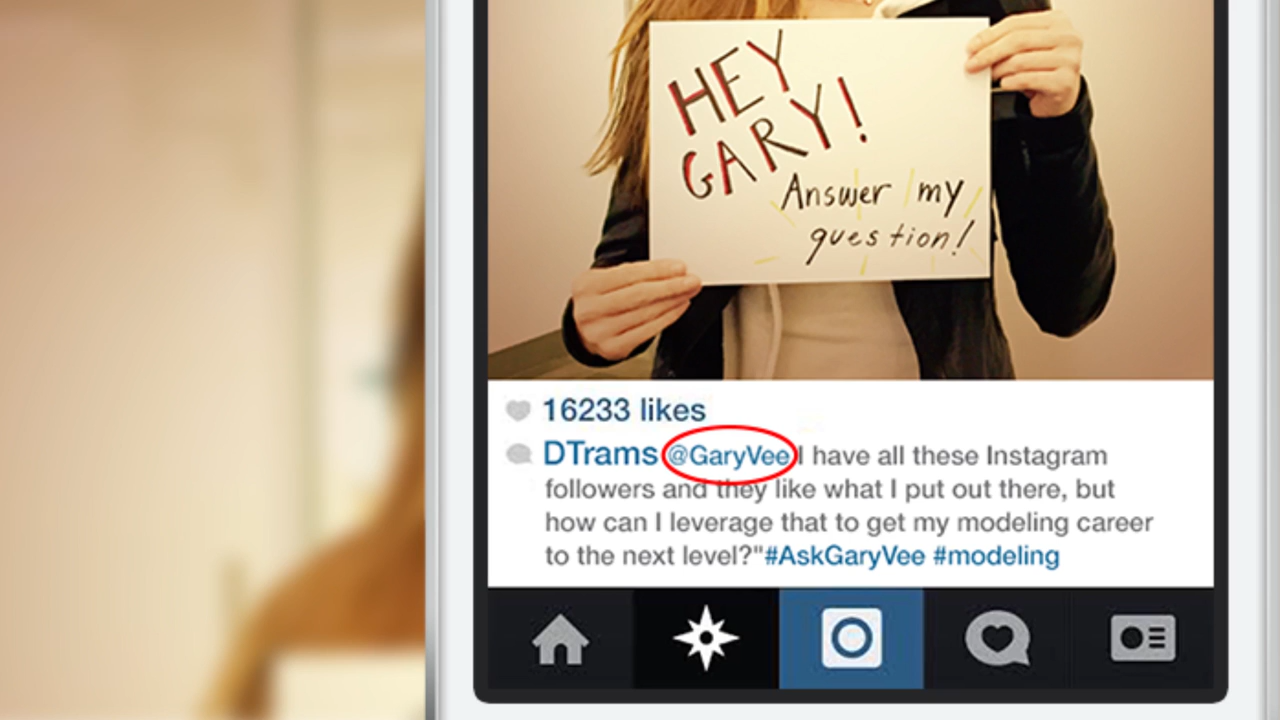 HEY
GARY!
Answer my
question!
16233 likes
DTrams @GaryVee I have all these Instagram
followers and they like what I put out there, but
how can I leverage that to get my modeling career
to the next level?"#AskGaryVee #modeling